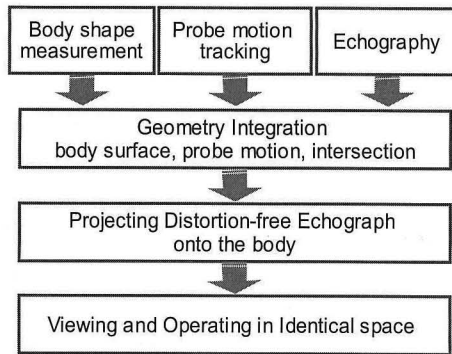 Body shape
measurement
Probe motion
tracking
Echography
Geometry Integration
body surface, probe motion, intersection
Projecting Distortion-free Echograph
onto the body
Viewing and Operating in Identical space